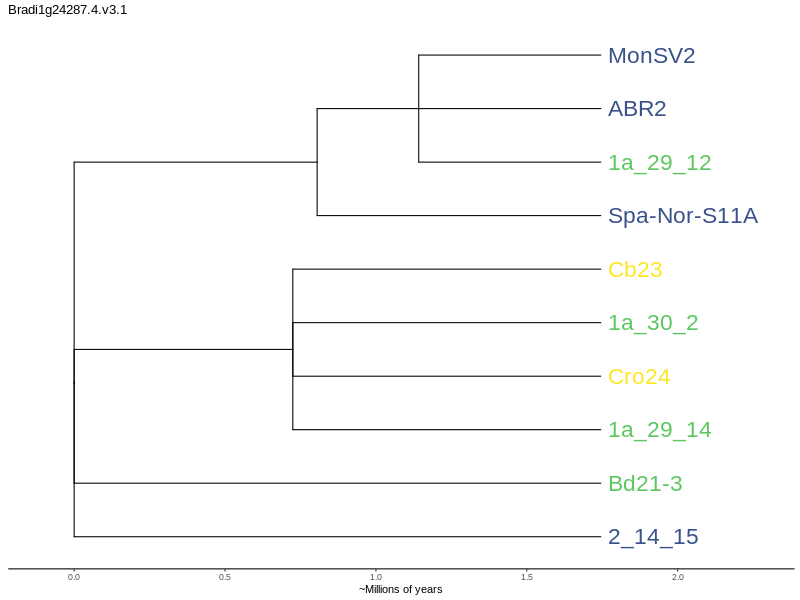 Bradi1g24287.4.v3.1
MonSV2
ABR2
1a_29_12
Spa-Nor-S11A
Cb23
1a_30_2
Cro24
1a_29_14
Bd21-3
2_14_15
0.0 0.5 1.0 1.5 2.0
~Millions of years